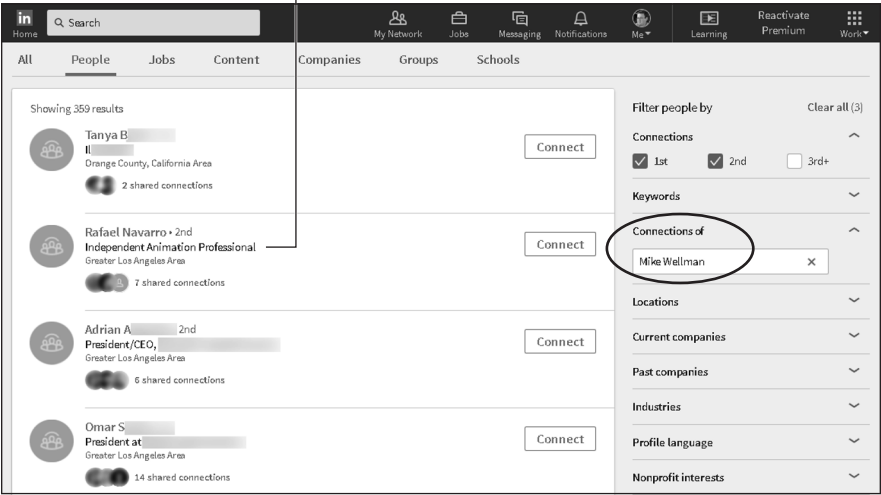 in
Search
Home
My Network
Jobs
Messaging
Notifications
Me
Learning
Reactivate
Premium
Work
All People Jobs Content Companies Groups Schools
Showing 359 results
Tanya B
Orange County, California Area
2 shared connections
Connect
Rafael Navarro • 2nd
Independent Animation Professional
Greater Los Angeles Area
7 shared connections
Connect
Adrian A 2nd
President/CEO,
Greater Los Angeles Area
6 shared connections
Connect
Omar S
President at
Greater Los Angeles Area
14 shared connections
Connect
Filter people by Clear all (3)
Connections
1st 2nd 3rd+
Keywords
Connections of
Mike Wellman
Locations
Current companies
Past companies
Industries
Profile language
Nonprofit interests